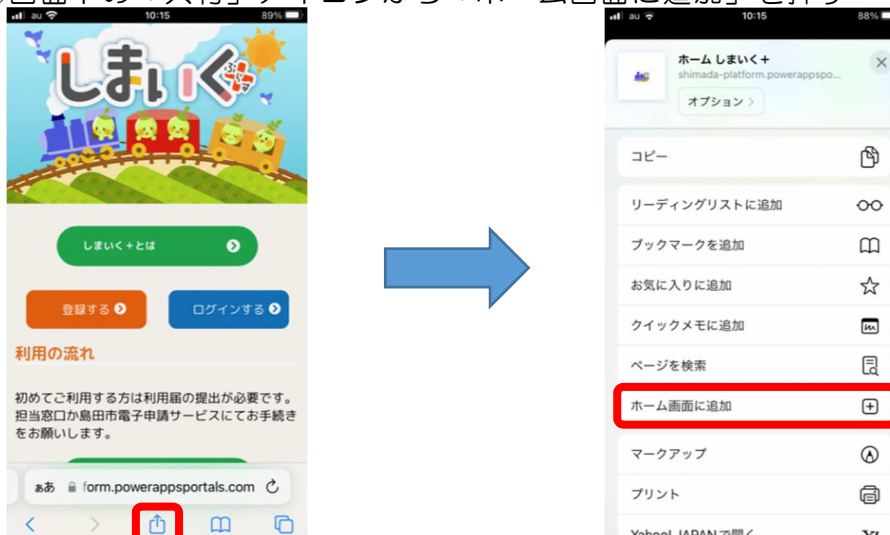 au 10:15 89%
しまいく+
ぷらす
しまいく+とは
登録する
ログインする
利用の流れ
初めてご利用する方は利用届の提出が必要です。
担当窓口か島田市電子申請サービスにてお手続き
をお願いします。
ぁあ form.powerappsportals.com
au 10:15 88%
ホーム しまいく+
shimada-platform.powerappspo...
オプション
コピー
リーディングリストに追加
ブックマークを追加
お気に入りに追加
クイックメモに追加
ページを検索
ホーム画面に追加
マークアップ
プリント